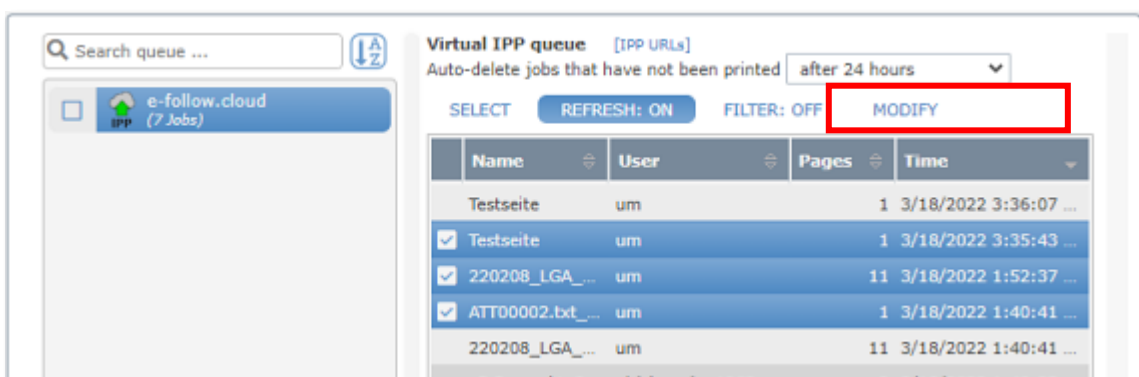 Search queue ...
A
Z
e-follow.cloud
(7 Jobs)
IPP
Virtual IPP queue [IPP URLs]
Auto-delete jobs that have not been printed after 24 hours
SELECT REFRESH: ON FILTER: OFF MODIFY
Name User Pages Time
Testseite um 1 3/18/2022 3:36:07 ...
Testseite um 1 3/18/2022 3:35:43 ...
220208_LGA_... um 11 3/18/2022 1:52:37 ...
ATT00002.txt_... um 1 3/18/2022 1:40:41 ...
220208_LGA_... um 11 3/18/2022 1:40:41 ...